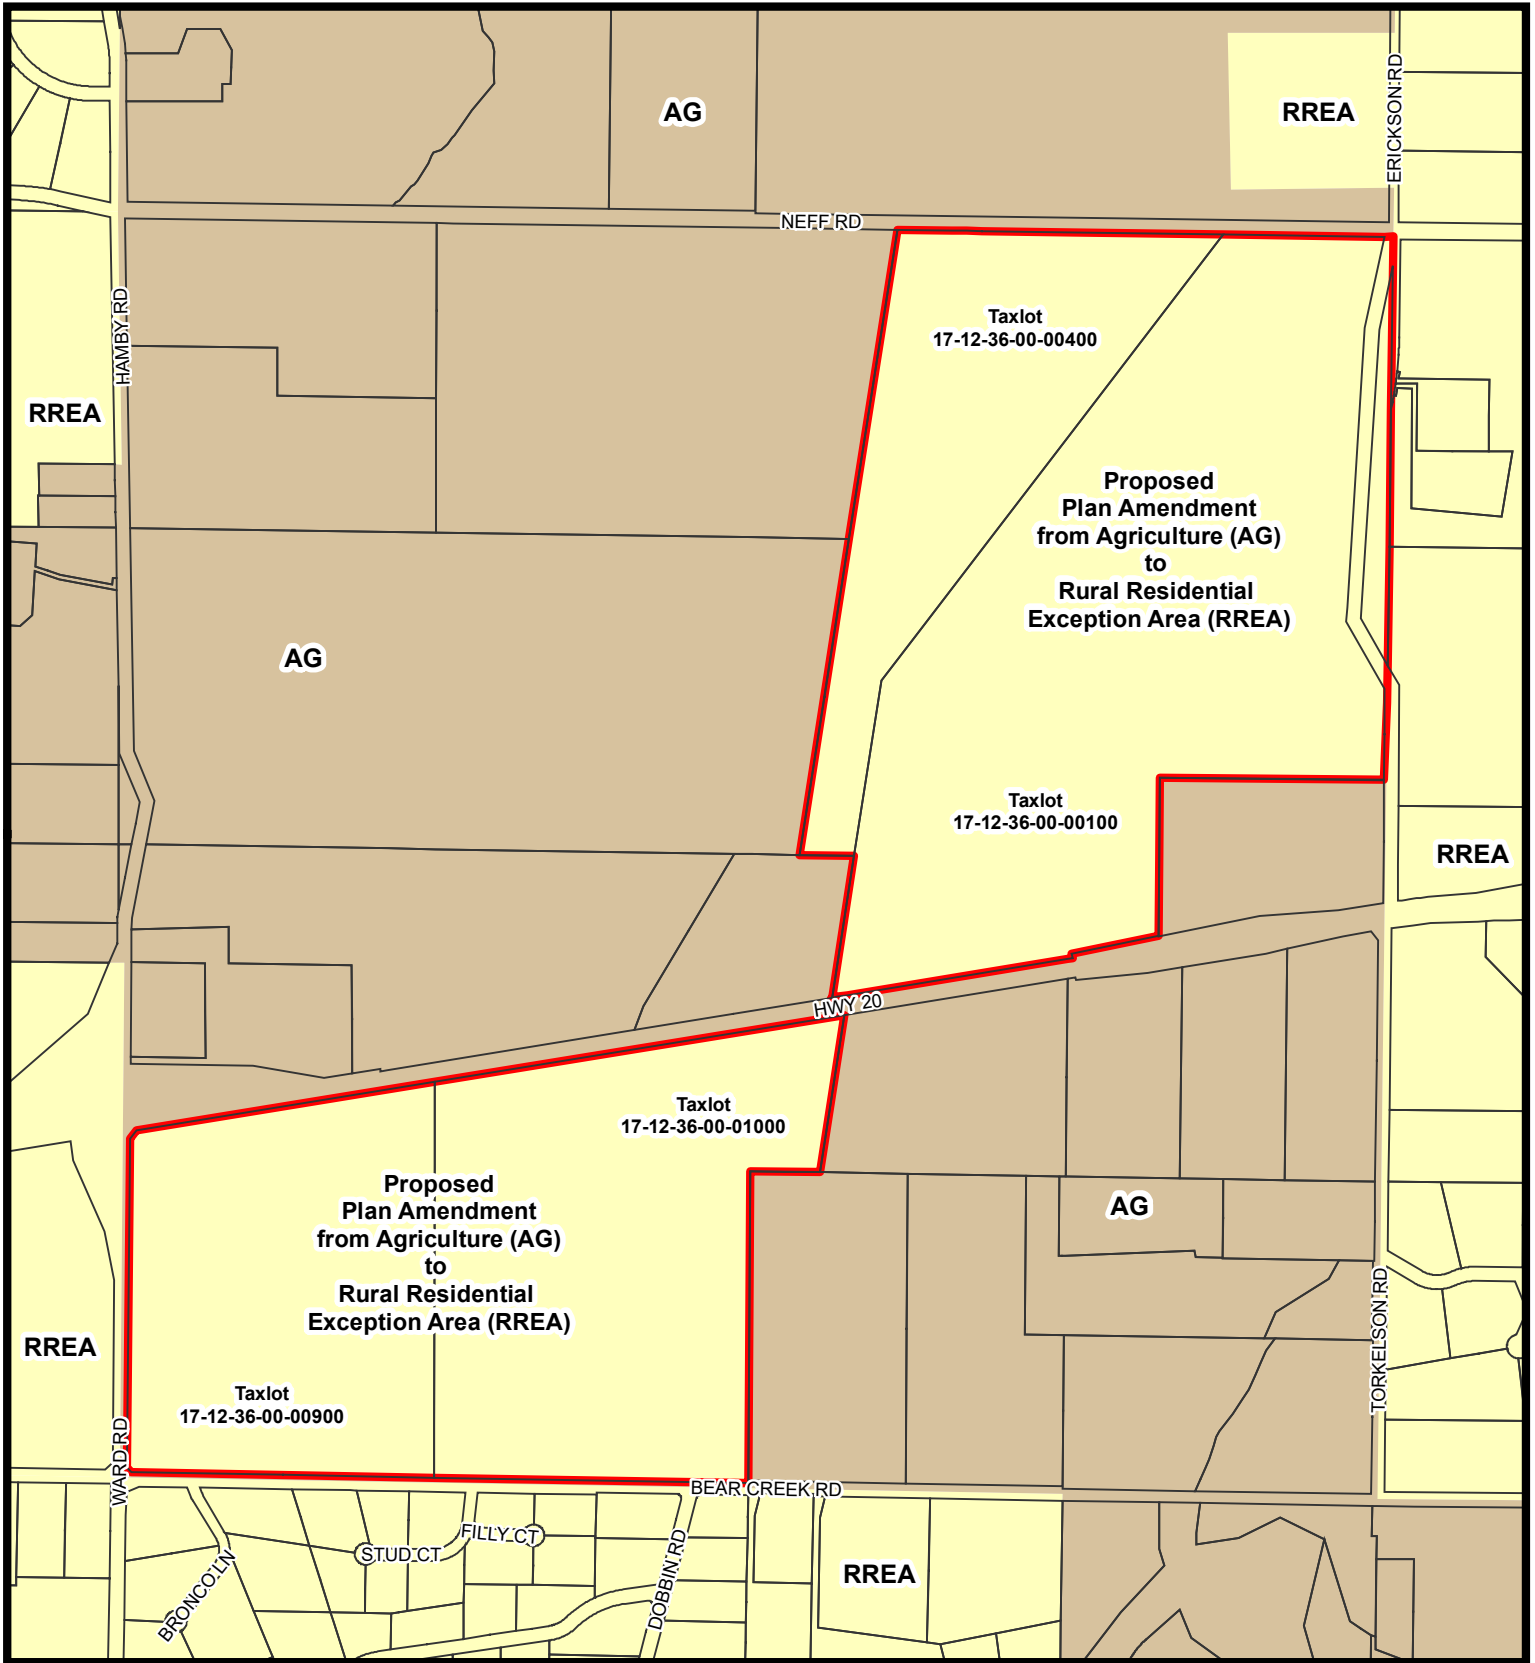 AG
RREA
ERICKSON RD
NEFF RD
HAMBY RD
Taxlot
17-12-36-00-00400
RREA
Proposed
Plan Amendment
from Agriculture (AG)
to
Rural Residential
Exception Area (RREA)
AG
Taxlot
17-12-36-00-00100
RREA
HWY 20
Taxlot
17-12-36-00-01000
Proposed
Plan Amendment
from Agriculture (AG)
to
Rural Residential
Exception Area (RREA)
AG
RREA
TORKELSON RD
Taxlot
17-12-36-00-00900
WARD RD
BEAR CREEK RD
FILLY CT
STUD CT
BRONCO LN
DOBBIN RD
RREA